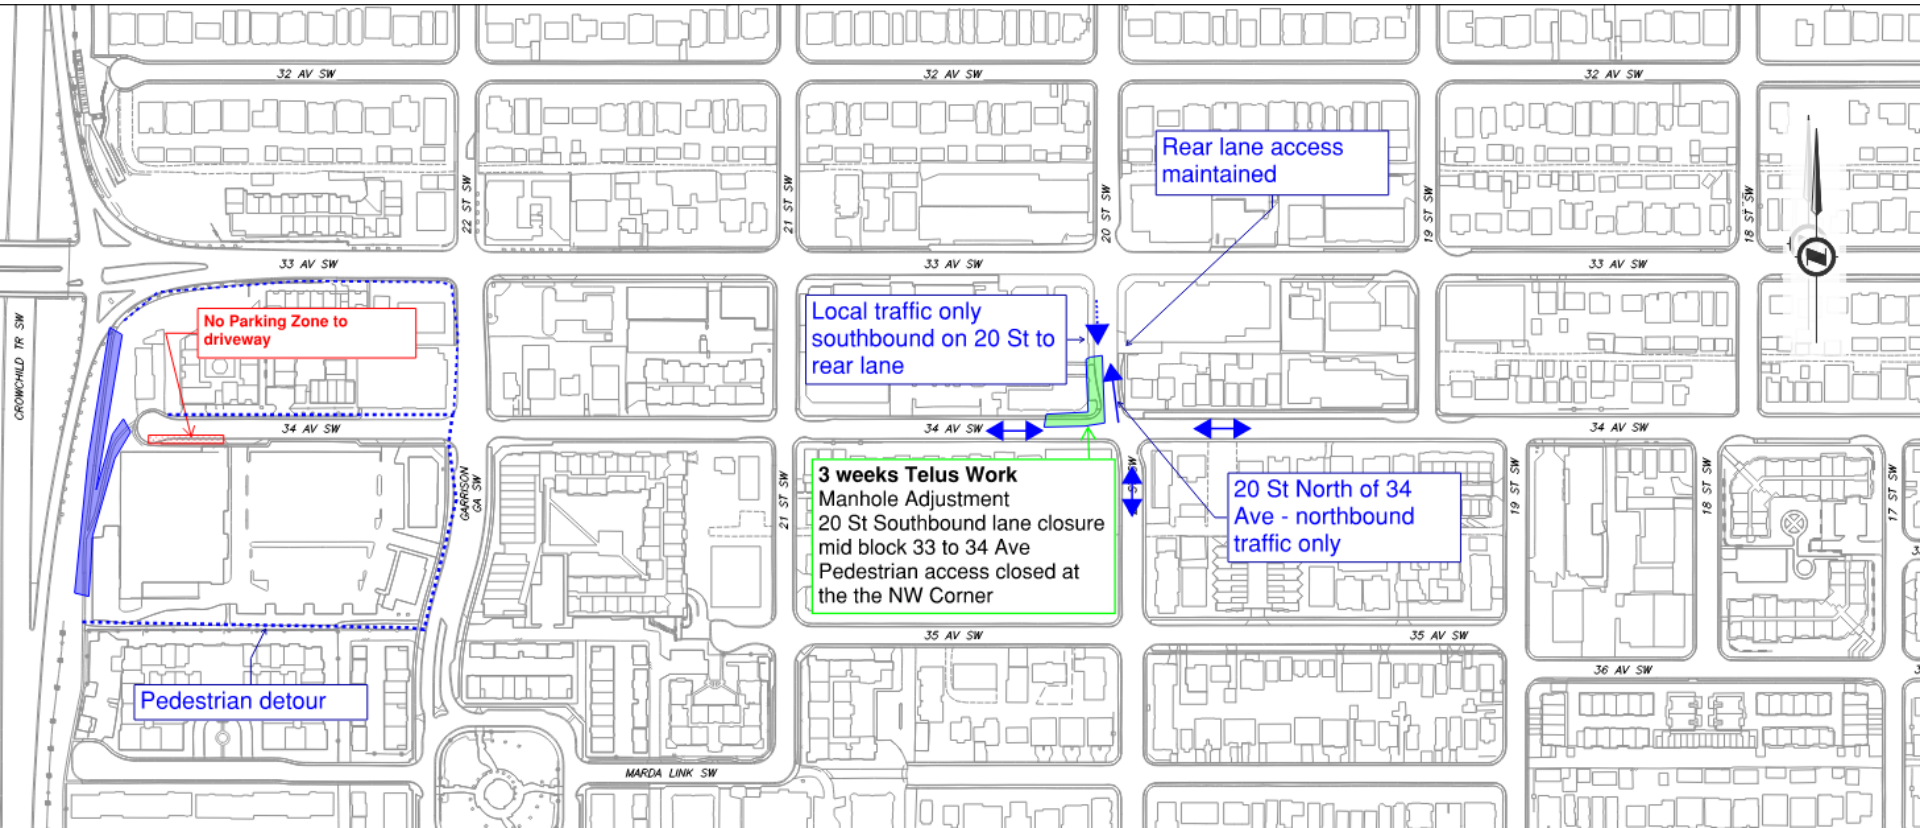 32 AV SW
32 AV SW
32 AV SW
Rear lane access
maintained
22 ST SW
21 ST SW
20 ST SW
19 ST SW
18 ST SW
33 AV SW
33 AV SW
33 AV SW
CROWCHILD TR SW
No Parking Zone to
driveway
Local traffic only
southbound on 20 St to
rear lane
34 AV SW
34 AV SW
34 AV SW
GARRISON
GA SW
21 ST SW
3 weeks Telus Work
Manhole Adjustment
20 St Southbound lane closure
mid block 33 to 34 Ave
Pedestrian access closed at
the the NW Corner
20 St North of 34
Ave - northbound
traffic only
19 ST SW
18 ST SW
17 ST SW
35 AV SW
35 AV SW
36 AV SW
Pedestrian detour
MARDA LINK SW